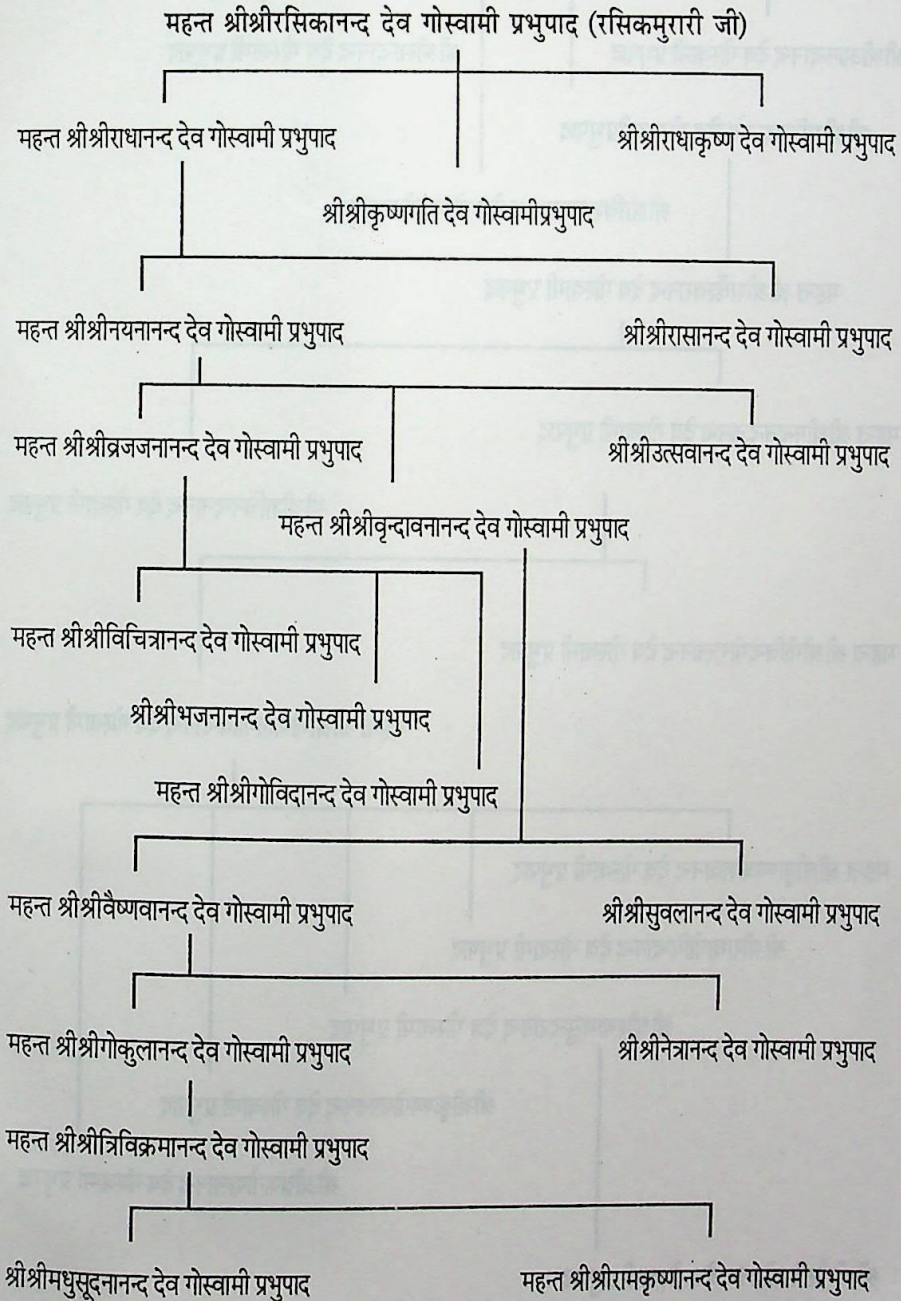 महन्त श्रीश्रीरसिकानन्द देव गोस्वामी प्रभुपाद (रसिकमुरारी जी)
महन्त श्रीश्रीराधानन्द देव गोस्वामी प्रभुपाद
श्रीश्रीराधाकृष्ण देव गोस्वामी प्रभुपाद
श्रीश्रीकृष्णगति देव गोस्वामीप्रभुपाद
महन्त श्रीश्रीनयनानन्द देव गोस्वामी प्रभुपाद
श्रीश्रीरासानन्द देव गोस्वामी प्रभुपाद
महन्त श्रीश्रीव्रजजनानन्द देव गोस्वामी प्रभुपाद
श्रीश्रीउत्सवानन्द देव गोस्वामी प्रभुपाद
महन्त श्रीश्रीवृन्दावनानन्द देव गोस्वामी प्रभुपाद
महन्त श्रीश्रीविचित्रानन्द देव गोस्वामी प्रभुपाद
श्रीश्रीभजनानन्द देव गोस्वामी प्रभुपाद
महन्त श्रीश्रीगोविदानन्द देव गोस्वामी प्रभुपाद
महन्त श्रीश्रीवैष्णवानन्द देव गोस्वामी प्रभुपाद
श्रीश्रीसुवलानन्द देव गोस्वामी प्रभुपाद
महन्त श्रीश्रीगोकुलानन्द देव गोस्वामी प्रभुपाद
श्रीश्रीनेत्रानन्द देव गोस्वामी प्रभुपाद
महन्त श्रीश्रीत्रिविक्रमानन्द देव गोस्वामी प्रभुपाद
श्रीश्रीमधुसूदनानन्द देव गोस्वामी प्रभुपाद
महन्त श्रीश्रीरामकृष्णानन्द देव गोस्वामी प्रभुपाद